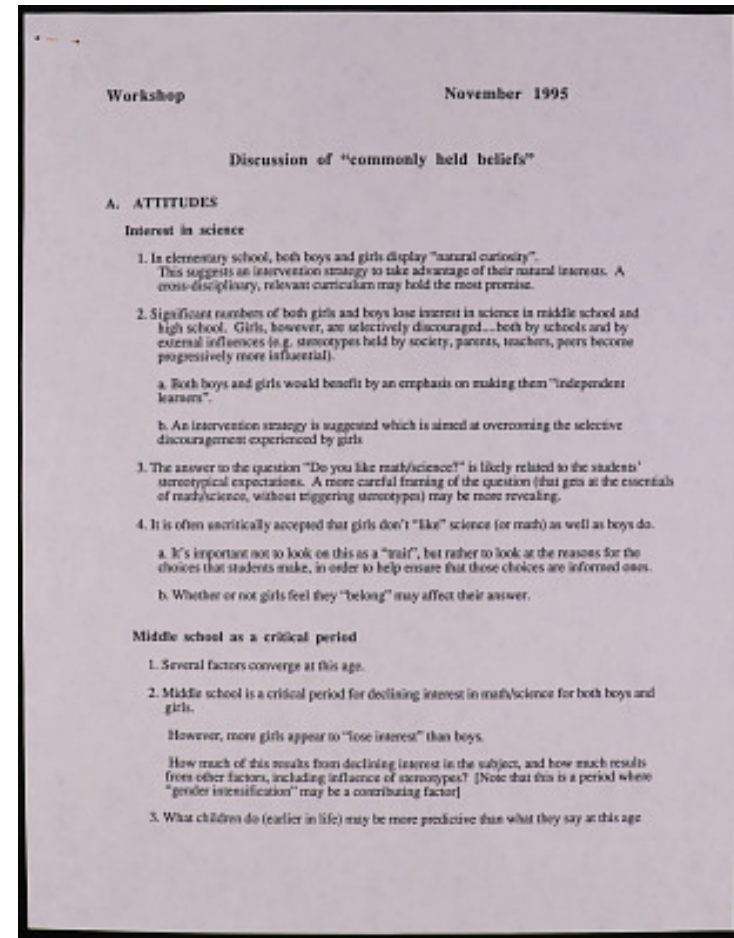 Workshop November 1995
Discussion of "commonly held beliefs"
A. ATTITUDES
Interest in science
1. In elementary school, both boys and girls display "natural curiosity".
This suggests an intervention strategy to take advantage of their natural interests. A
cross-disciplinary, relevant curriculum may hold the most promise.
2. Significant numbers of both girls and boys lose interest in science in middle school and
high school. Girls, however, are selectively discouraged....both by schools and by
external influences (e.g. stereotypes held by society, parents, teachers, peers become
progressively more influential).
a. Both boys and girls would benefit by an emphasis on making them "independent
learners".
b. An intervention strategy is suggested which is aimed at overcoming the selective
discouragement experienced by girls
3. The answer to the question "Do you like math/science?" is likely related to the students'
stereotypical expectations. A more careful framing of the question (that gets at the essentials
of math/science, without triggering stereotypes) may be more revealing.
4. It is often uncritically accepted that girls don't "like" science (or math) as well as boys do.
a. It's important not to look on this as a "trait", but rather to look at the reasons for the
choices that students make, in order to help ensure that those choices are informed ones.
b. Whether or not girls feel they "belong" may affect their answer.
Middle school as a critical period
1. Several factors converge at this age.
2. Middle school is a critical period for declining interest in math/science for both boys and
girls.
However, more girls appear to "lose interest" than boys.
How much of this results from declining interest in the subject, and how much results
from other factors, including influence of stereotypes? [Note that this is a period where
"gender intensification" may be a contributing factor]
3. What children do (earlier in life) may be more predictive than what they say at this age